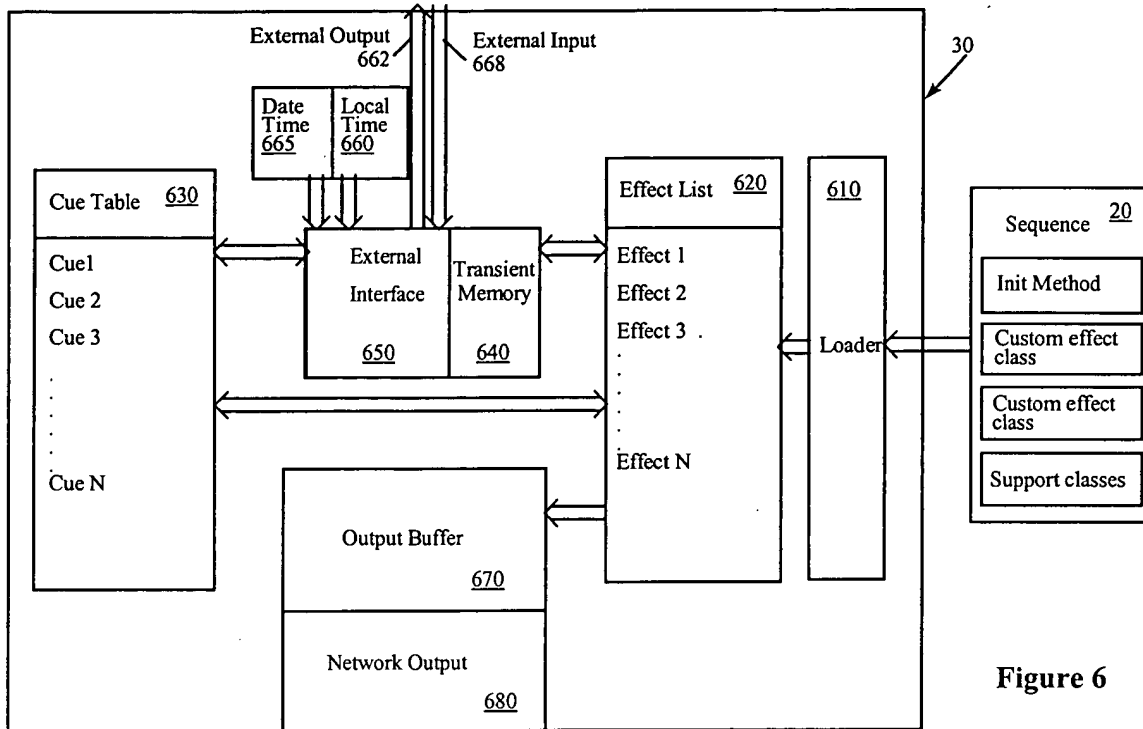 External Output
662
External Input
668
30
Date
Time
665
Local
Time
660
Cue Table 630
Cue1
Cue 2
Cue 3
Cue N
External
Interface
650
Transient
Memory
640
Effect List 620
Effect 1
Effect 2
Effect 3
Effect N
610
Loader
Sequence 20
Init Method
Custom effect
class
Custom effect
class
Support classes
Output Buffer
670
Network Output
680
Figure 6